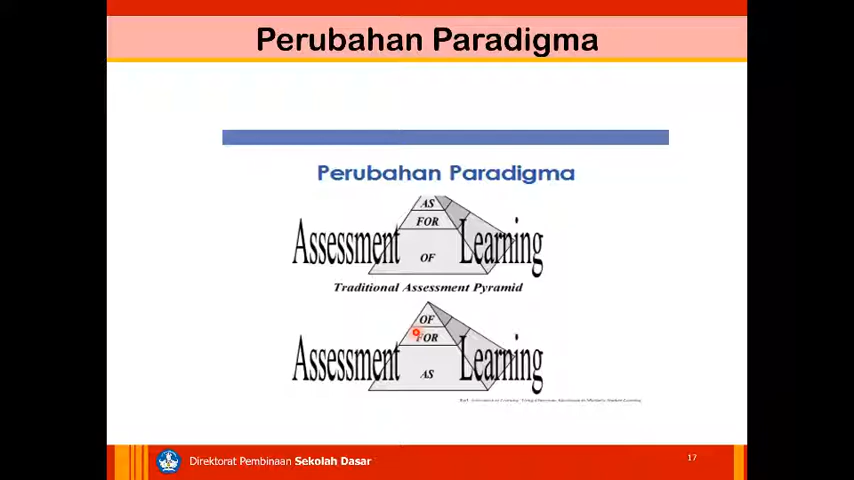 Perubahan Paradigma
Perubahan Paradigma
AS
FOR
Assessment Learning
OF
Traditional Assessment Pyramid
OF
FOR
Assessment Learning
AS
Direktorat Pembinaan Sekolah Dasar
17